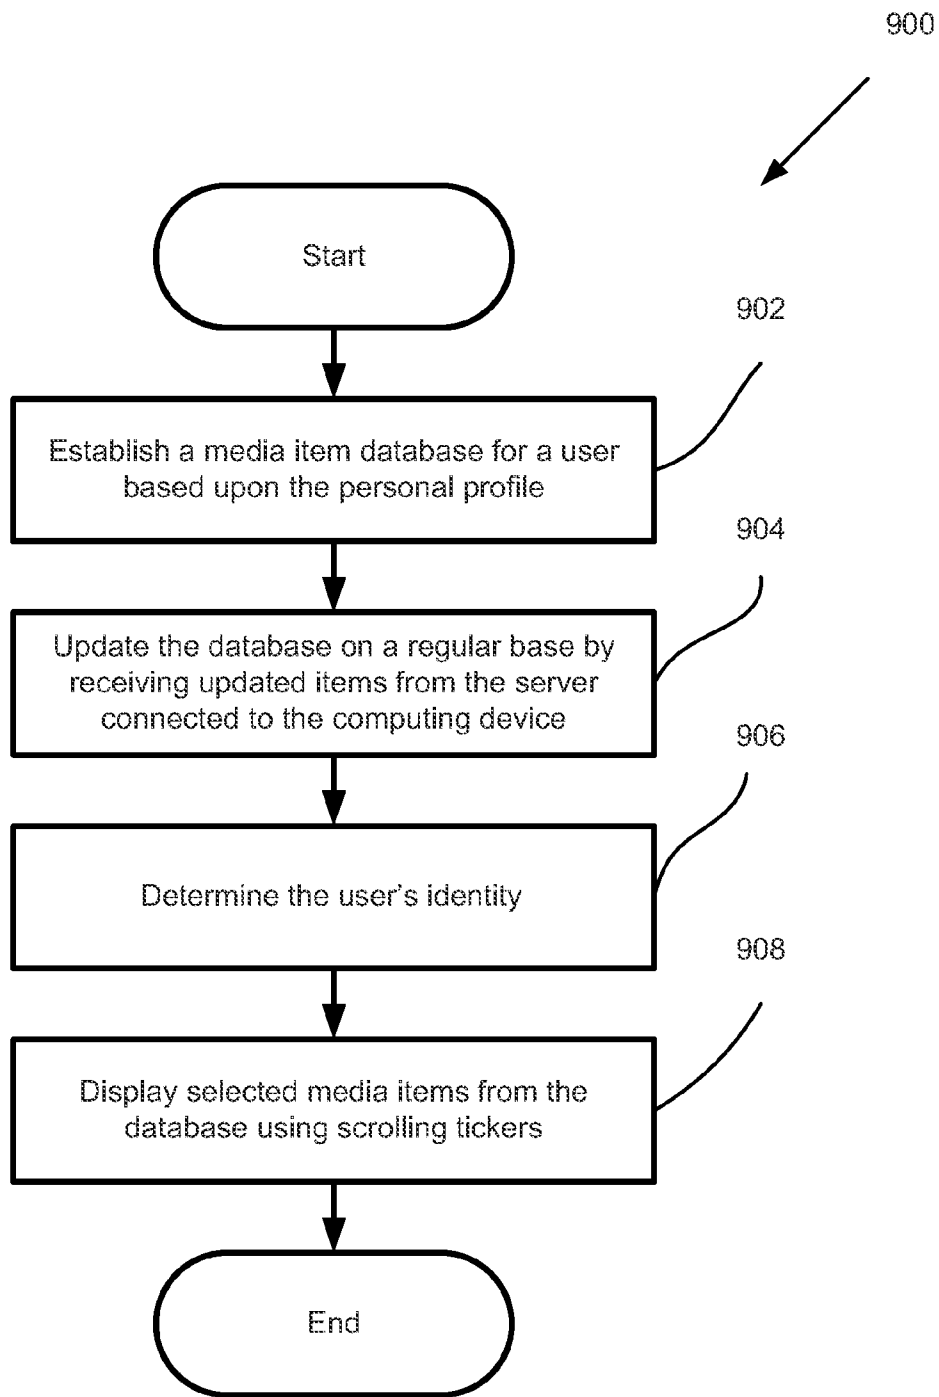 900
Start
902
Establish a media item database for a user
based upon the personal profile
904
Update the database on a regular base by
receiving updated items from the server
connected to the computing device
906
Determine the user's identity
908
Display selected media items from the
database using scrolling tickers
End